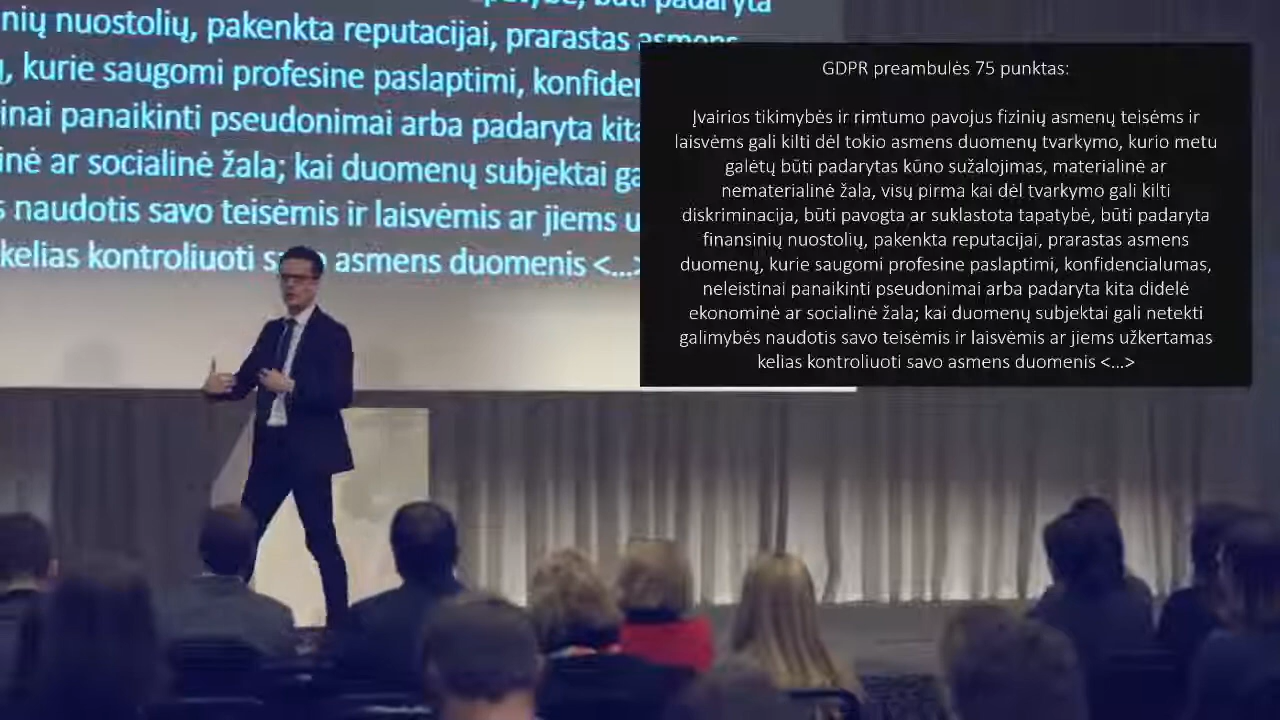 būti padaryta
nių nuostolių, pakenkta reputacijai, prarastas asmens
, kurie saugomi profesine paslaptimi,
inai panaikinti pseudonimai arba padaryta
inė ar socialinė žala; kai duomenų subjektai
s naudotis savo teisėmis ir laisvėmis ar jiems
kelias kontroliuoti asmens duomenis <...>
GDPR preambulės 75 punktas:
Įvairios tikimybės ir rimtumo pavojus fizinių asmenų teisėms ir
laisvėms gali kilti dėl tokio asmens duomenų tvarkymo, kurio metu
galėtų būti padarytas kūno sužalojimas, materialinė ar
nematerialinė žala, visų pirma kai dėl tvarkymo gali kilti
diskriminacija, būti pavogta ar suklastota tapatybė, būti padaryta
finansinių nuostolių, pakenkta reputacijai, prarastas asmens
duomenų, kurie saugomi profesine paslaptimi, konfidencialumas,
neleistinai panaikinti pseudonimai arba padaryta kita didelė
ekonominė ar socialinė žala; kai duomenų subjektai gali netekti
galimybės naudotis savo teisėmis ir laisvėmis ar jiems užkertamas
kelias kontroliuoti savo asmens duomenis <...>